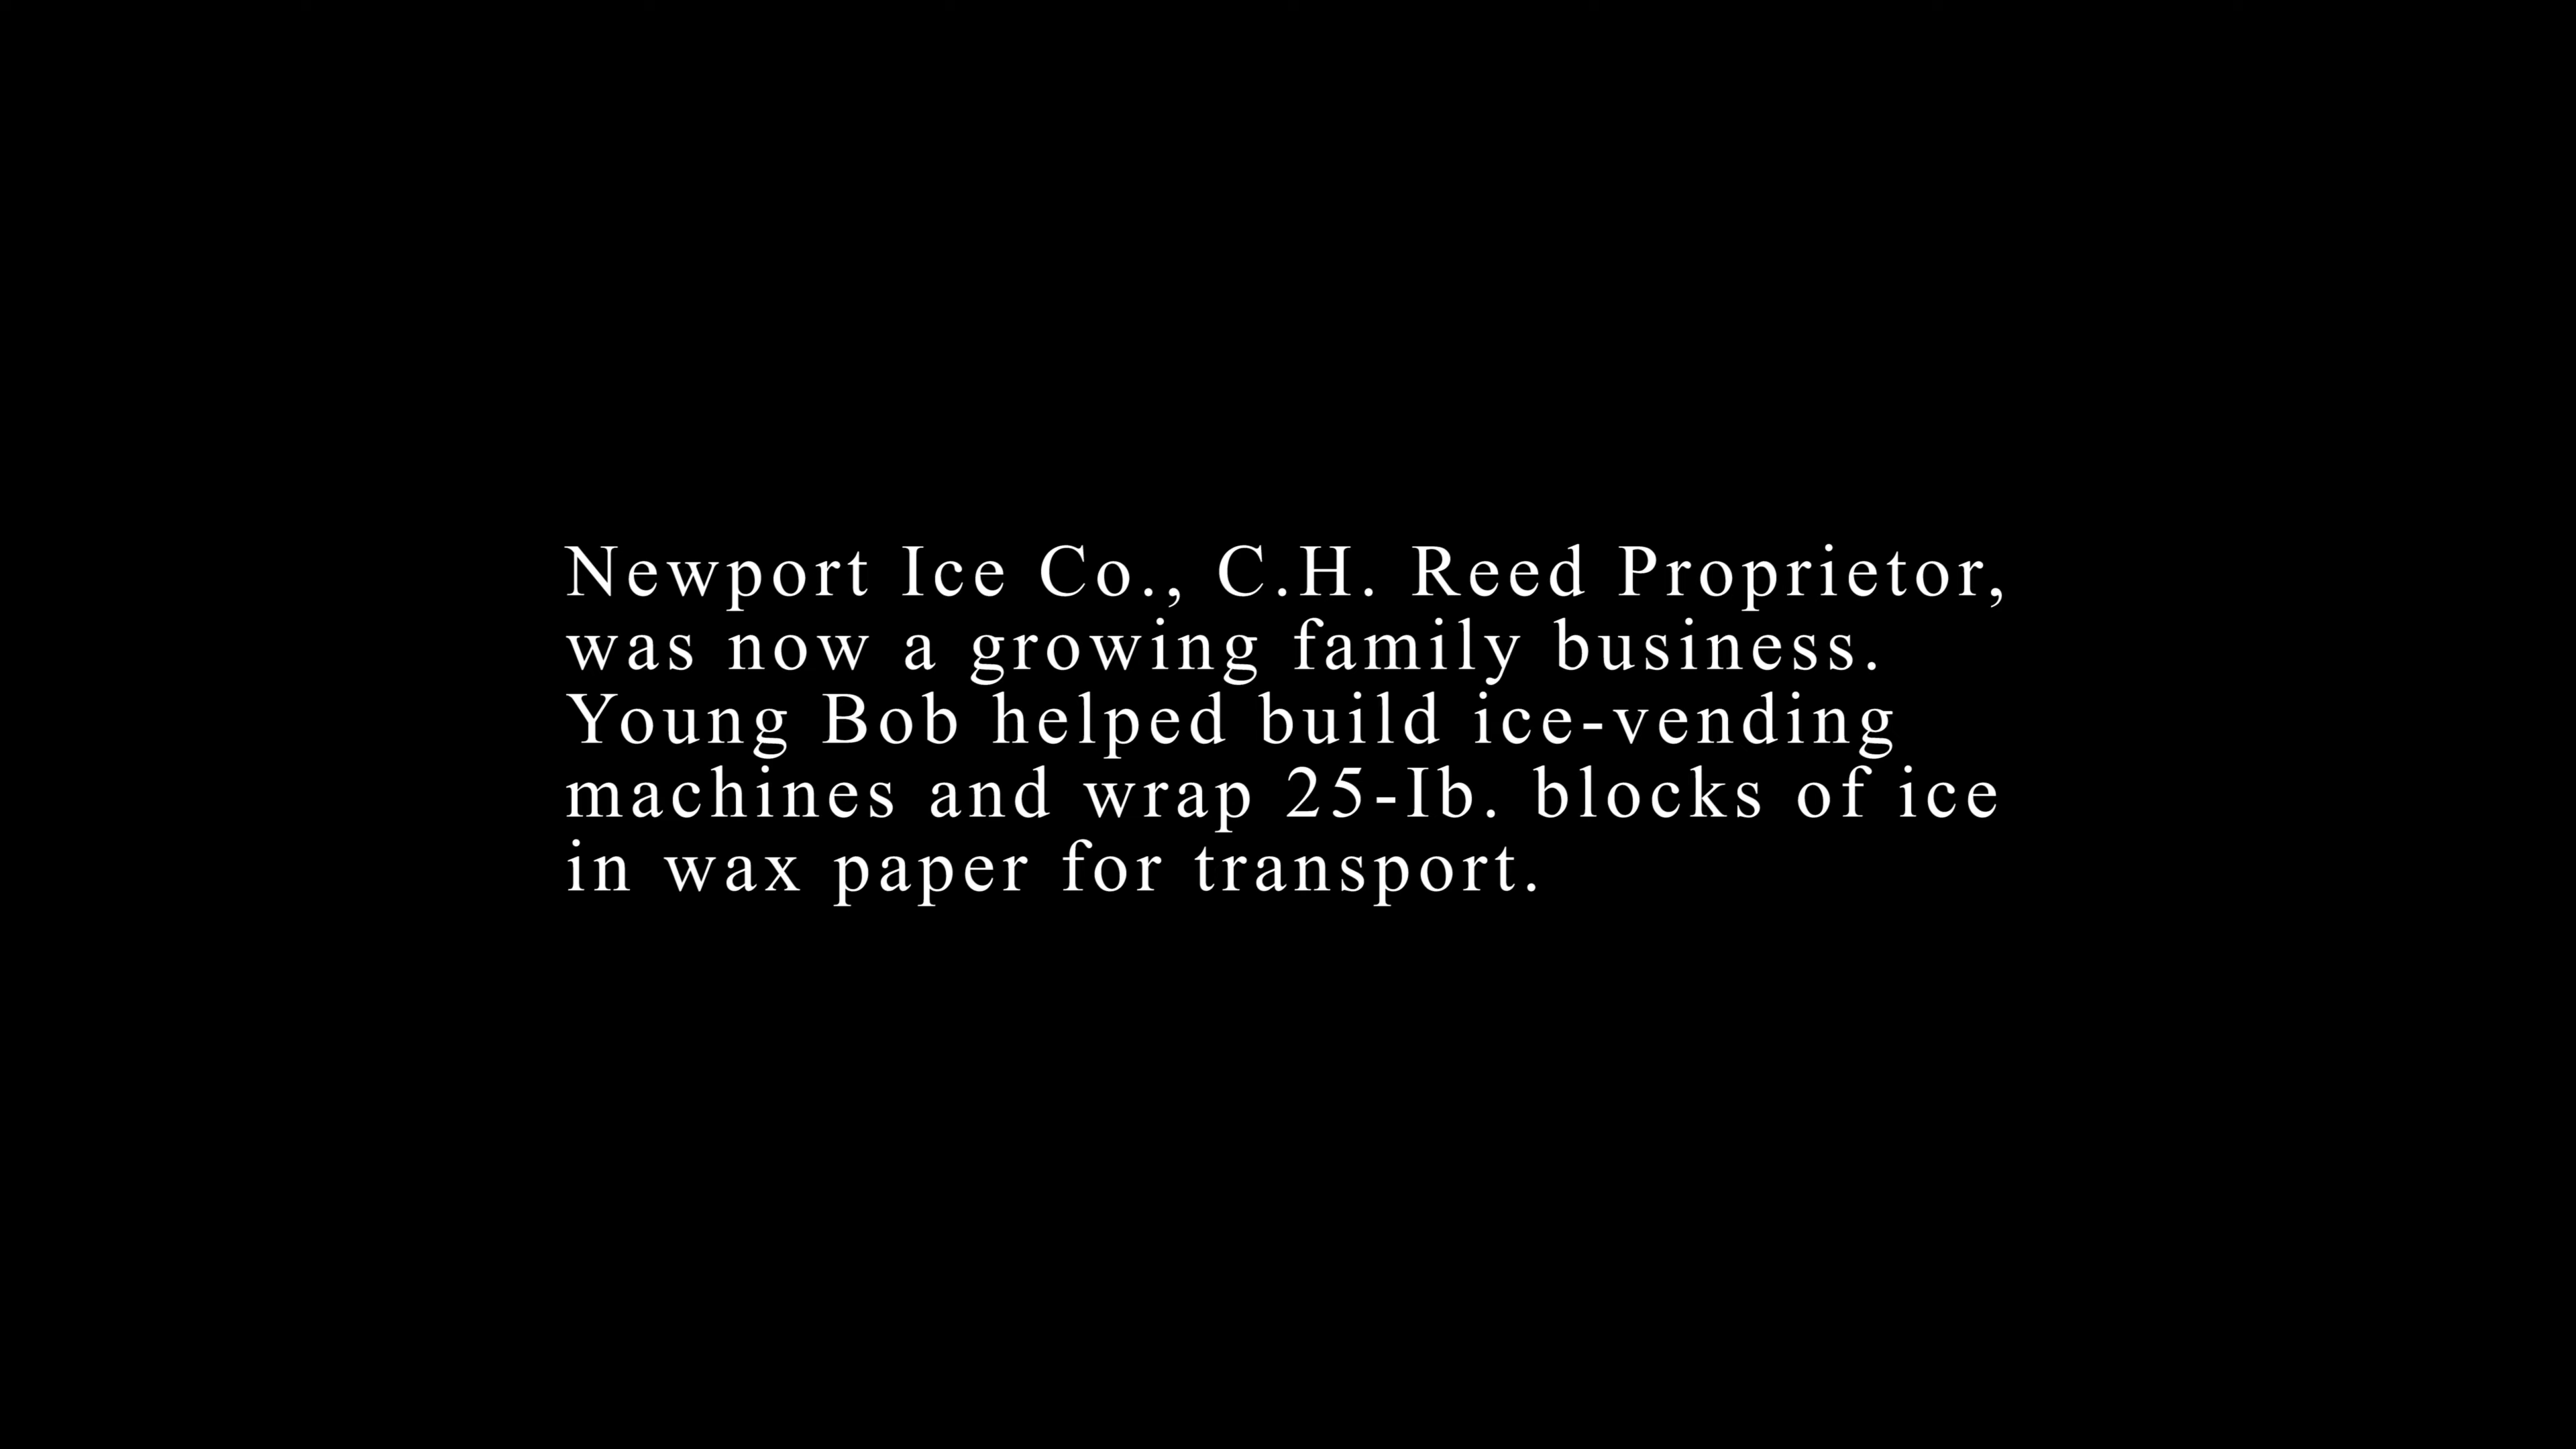 Newport Ice Co., C.H. Reed Proprietor,
was now a growing family business.
Young Bob helped build ice-vending
machines and wrap 25-Ib. blocks of ice
in wax paper for transport.